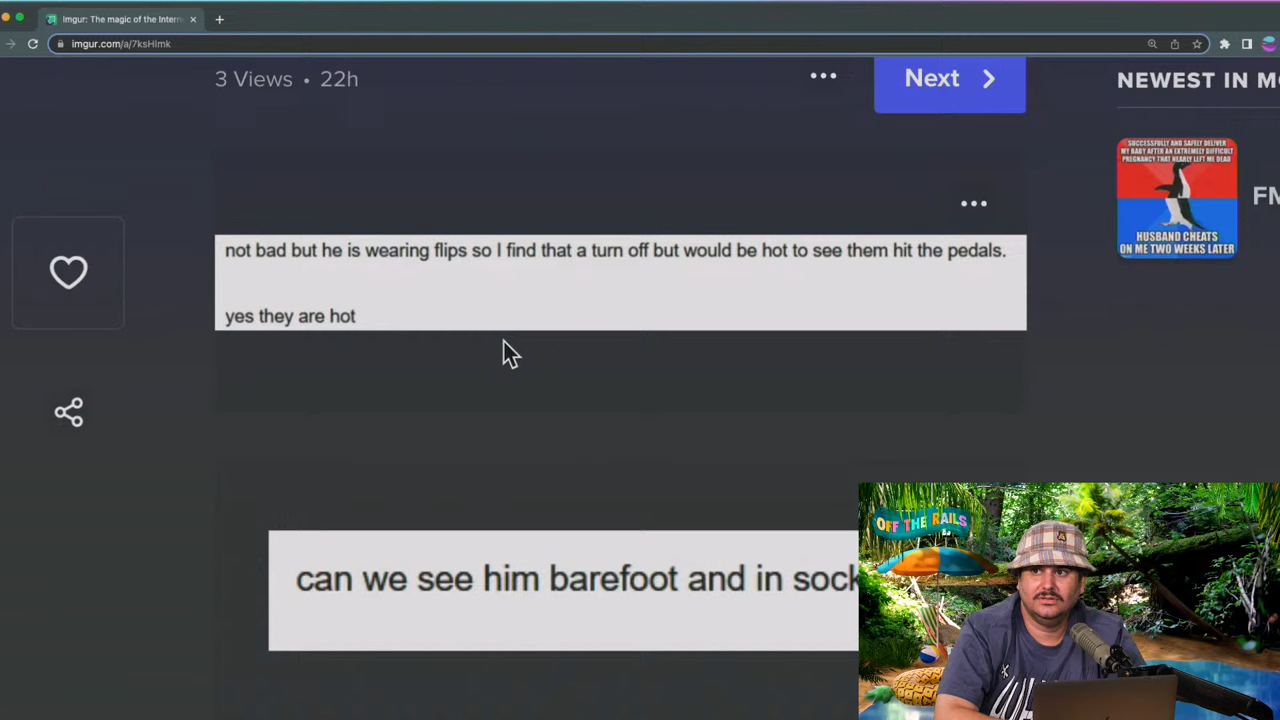 Imgur: The magic of the Intern
imgur.com/a/7ksHlmk
3 Views • 22h
Next
NEWEST IN
SUCCESSFULLY AND SAFELY DELIVER
MY BABY AFTER AN EXTREMELY DIFFICULT
PREGNANCY THAT NEARLY LEFT ME DEAD
HUSBAND CHEATS
ON ME TWO WEEKS LATER
not bad but he is wearing flips so I find that a turn off but would be hot to see them hit the pedals.
yes they are hot
can we see him barefoot and in sock
OFF THE RAILS